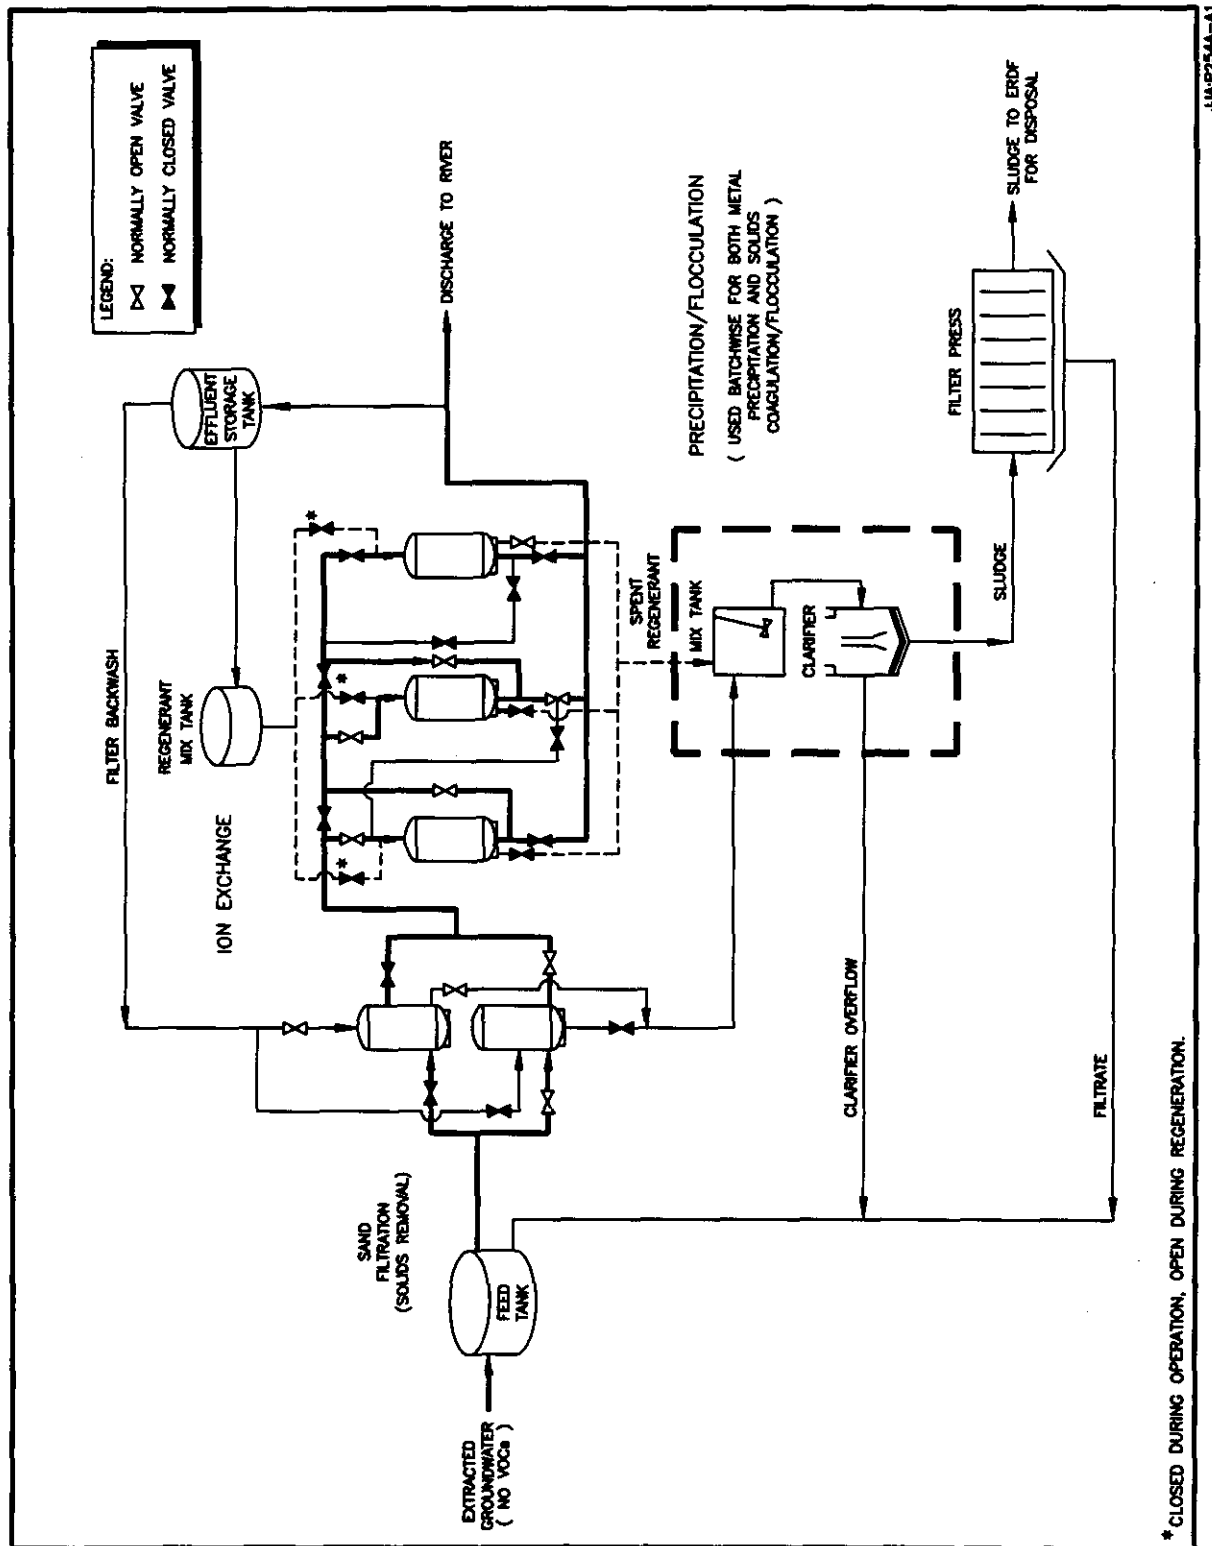 LEGEND:
NORMALLY OPEN VALVE
NORMALLY CLOSED VALVE
FILTER BACKWASH
EFFLUENT
STORAGE
TANK
REGENERANT
MIX TANK
ION EXCHANGE
*
*
*
DISCHARGE TO RIVER
SAND
FILTRATION
(SOLIDS REMOVAL)
FEED
TANK
EXTRACTED
GROUNDWATER
( NO VOCs )
SPENT
REGENERANT
PRECIPITATION/FLOCCULATION
( USED BATCHWISE FOR BOTH METAL
PRECIPITATION AND SOLIDS
COAGULATION/FLOCCULATION )
MIX TANK
CLARIFIER
CLARIFIER OVERFLOW
SLUDGE
FILTER PRESS
SLUDGE TO ERDF
FOR DISPOSAL
FILTRATE
* CLOSED DURING OPERATION, OPEN DURING REGENERATION.